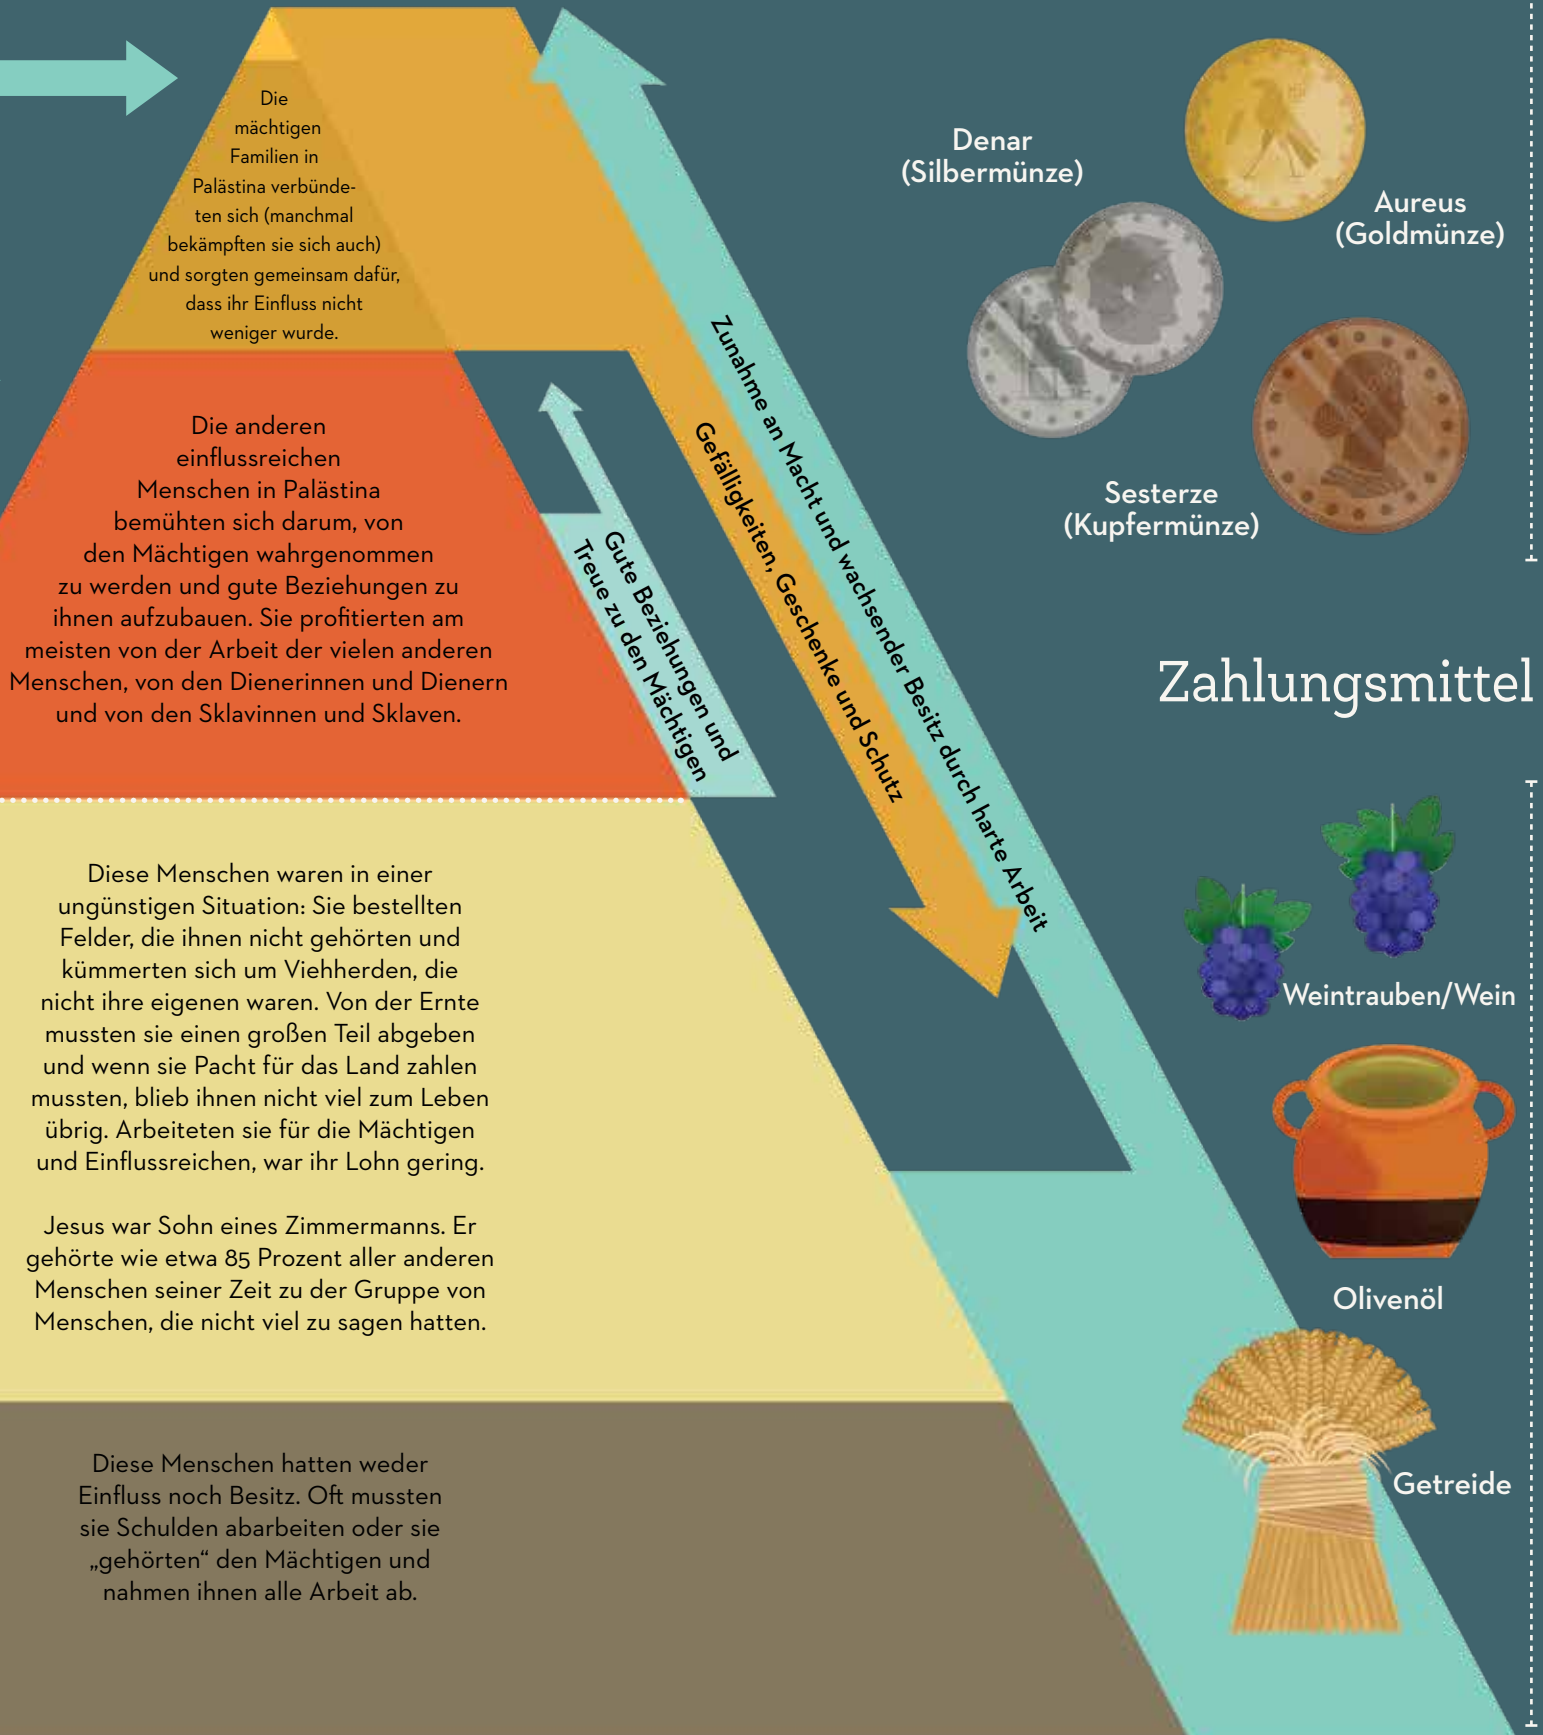 Die
mächtigen
Familien in
Palästina verbünde-
ten sich (manchmal
bekämpften sie sich auch)
und sorgten gemeinsam dafür,
dass ihr Einfluss nicht
weniger wurde.
Die anderen
einflussreichen
Menschen in Palästina
bemühten sich darum, von
den Mächtigen wahrgenommen
zu werden und gute Beziehungen zu
ihnen aufzubauen. Sie profitierten am
meisten von der Arbeit der vielen anderen
Menschen, von den Dienerinnen und Dienern
und von den Sklavinnen und Sklaven.
Diese Menschen waren in einer
ungünstigen Situation: Sie bestellten
Felder, die ihnen nicht gehörten und
kümmerten sich um Viehherden, die
nicht ihre eigenen waren. Von der Ernte
mussten sie einen großen Teil abgeben
und wenn sie Pacht für das Land zahlen
mussten, blieb ihnen nicht viel zum Leben
übrig. Arbeiteten sie für die Mächtigen
und Einflussreichen, war ihr Lohn gering.
Jesus war Sohn eines Zimmermanns. Er
gehörte wie etwa 85 Prozent aller anderen
Menschen seiner Zeit zu der Gruppe von
Menschen, die nicht viel zu sagen hatten.
Diese Menschen hatten weder
Einfluss noch Besitz. Oft mussten
sie Schulden abarbeiten oder sie
„gehörten“ den Mächtigen und
nahmen ihnen alle Arbeit ab.
Gute Beziehungen und
Treue zu den Mächtigen
Gefälligkeiten, Geschenke und Schutz
Zunahme an Macht und wachsender Besitz durch harte Arbeit
Denar
(Silbermünze)
Aureus
(Goldmünze)
Sesterze
(Kupfermünze)
Zahlungsmittel
Weintrauben/Wein
Olivenöl
Getreide